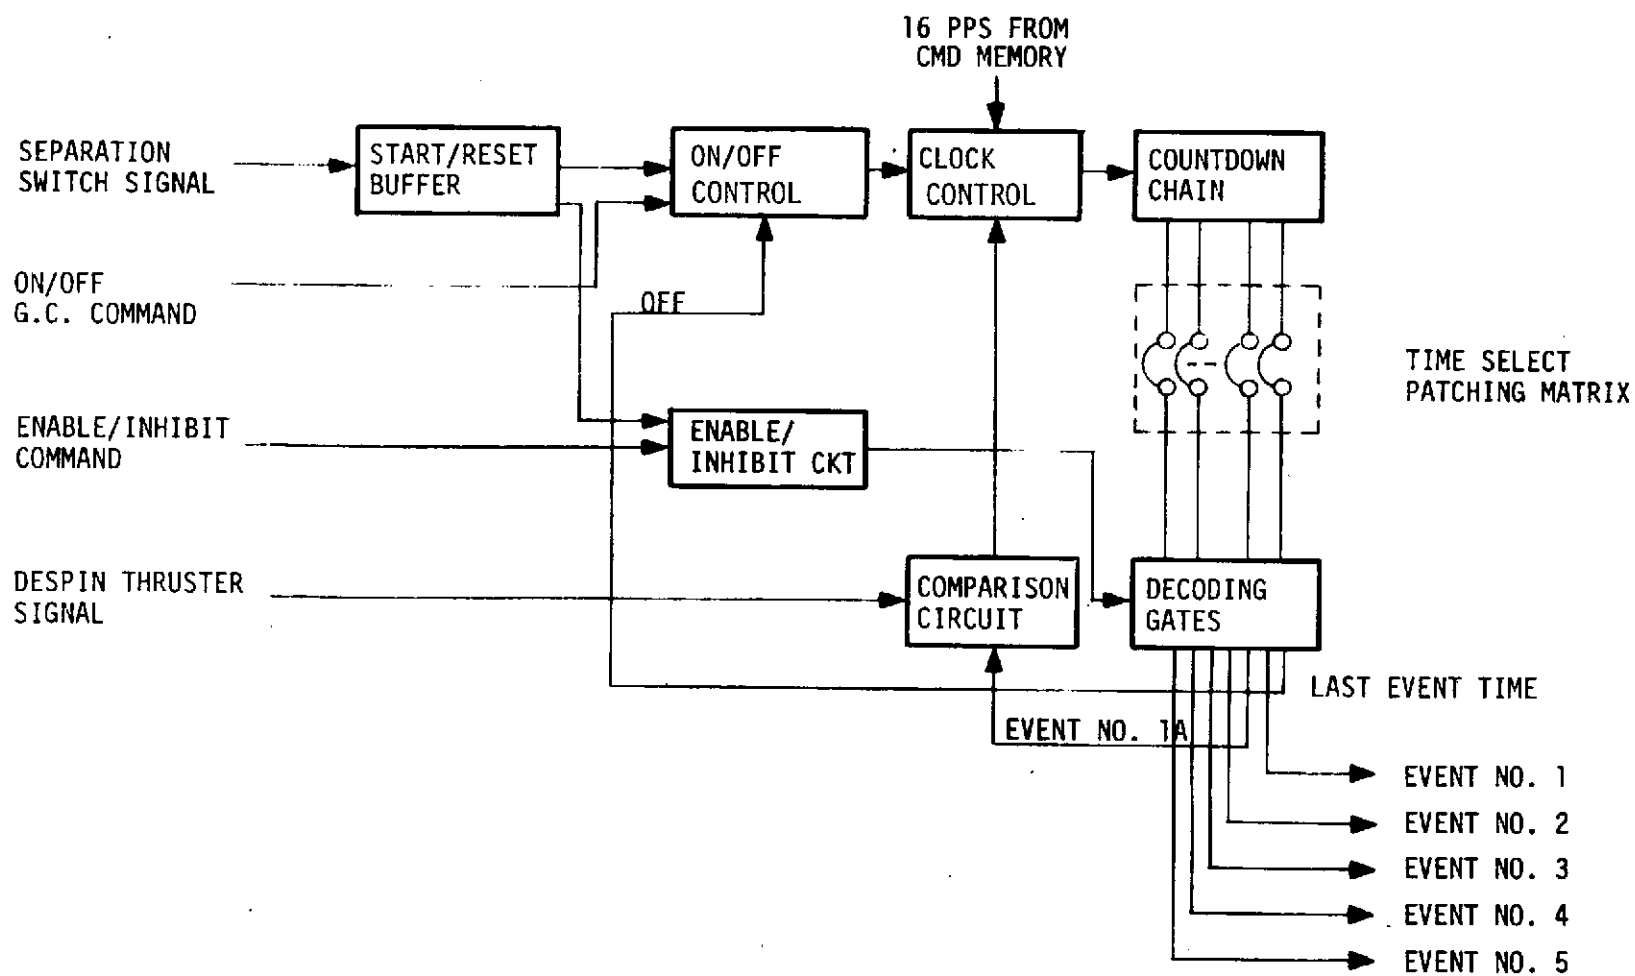 16 PPS FROM
CMD MEMORY
SEPARATION
SWITCH SIGNAL
START/RESET
BUFFER
ON/OFF
CONTROL
CLOCK
CONTROL
COUNTDOWN
CHAIN
ON/OFF
G.C. COMMAND
OFF
TIME SELECT
PATCHING MATRIX
ENABLE/INHIBIT
COMMAND
ENABLE/
INHIBIT CKT
DESPIN THRUSTER
SIGNAL
COMPARISON
CIRCUIT
DECODING
GATES
LAST EVENT TIME
EVENT NO. 1A
EVENT NO. 1
EVENT NO. 2
EVENT NO. 3
EVENT NO. 4
EVENT NO. 5